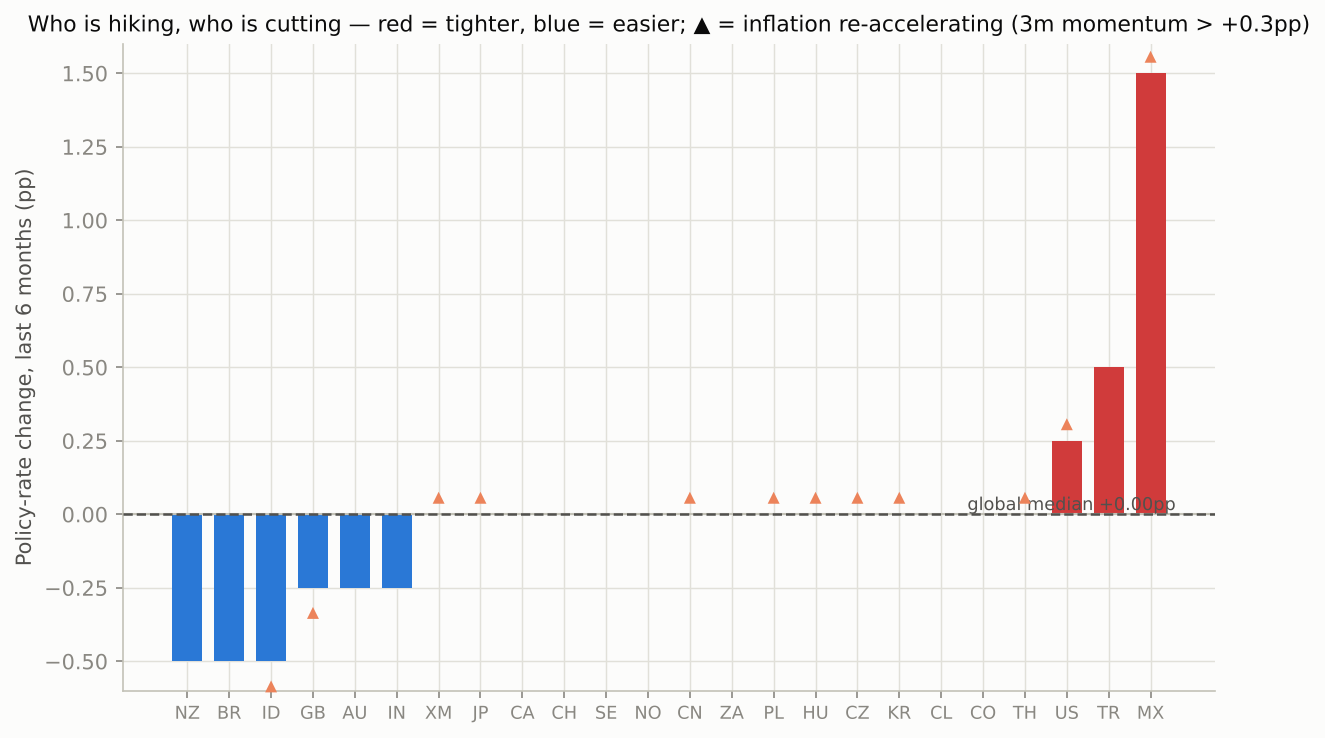 Who is hiking, who is cutting — red = tighter, blue = easier; ▲ = inflation re-accelerating (3m momentum > +0.3pp)
Policy-rate change, last 6 months (pp)
1.50
1.25
1.00
0.75
0.50
0.25
0.00
−0.25
−0.50
global median +0.00pp
NZ BR ID GB AU IN XM JP CA CH SE NO CN ZA PL HU CZ KR CL CO TH US TR MX